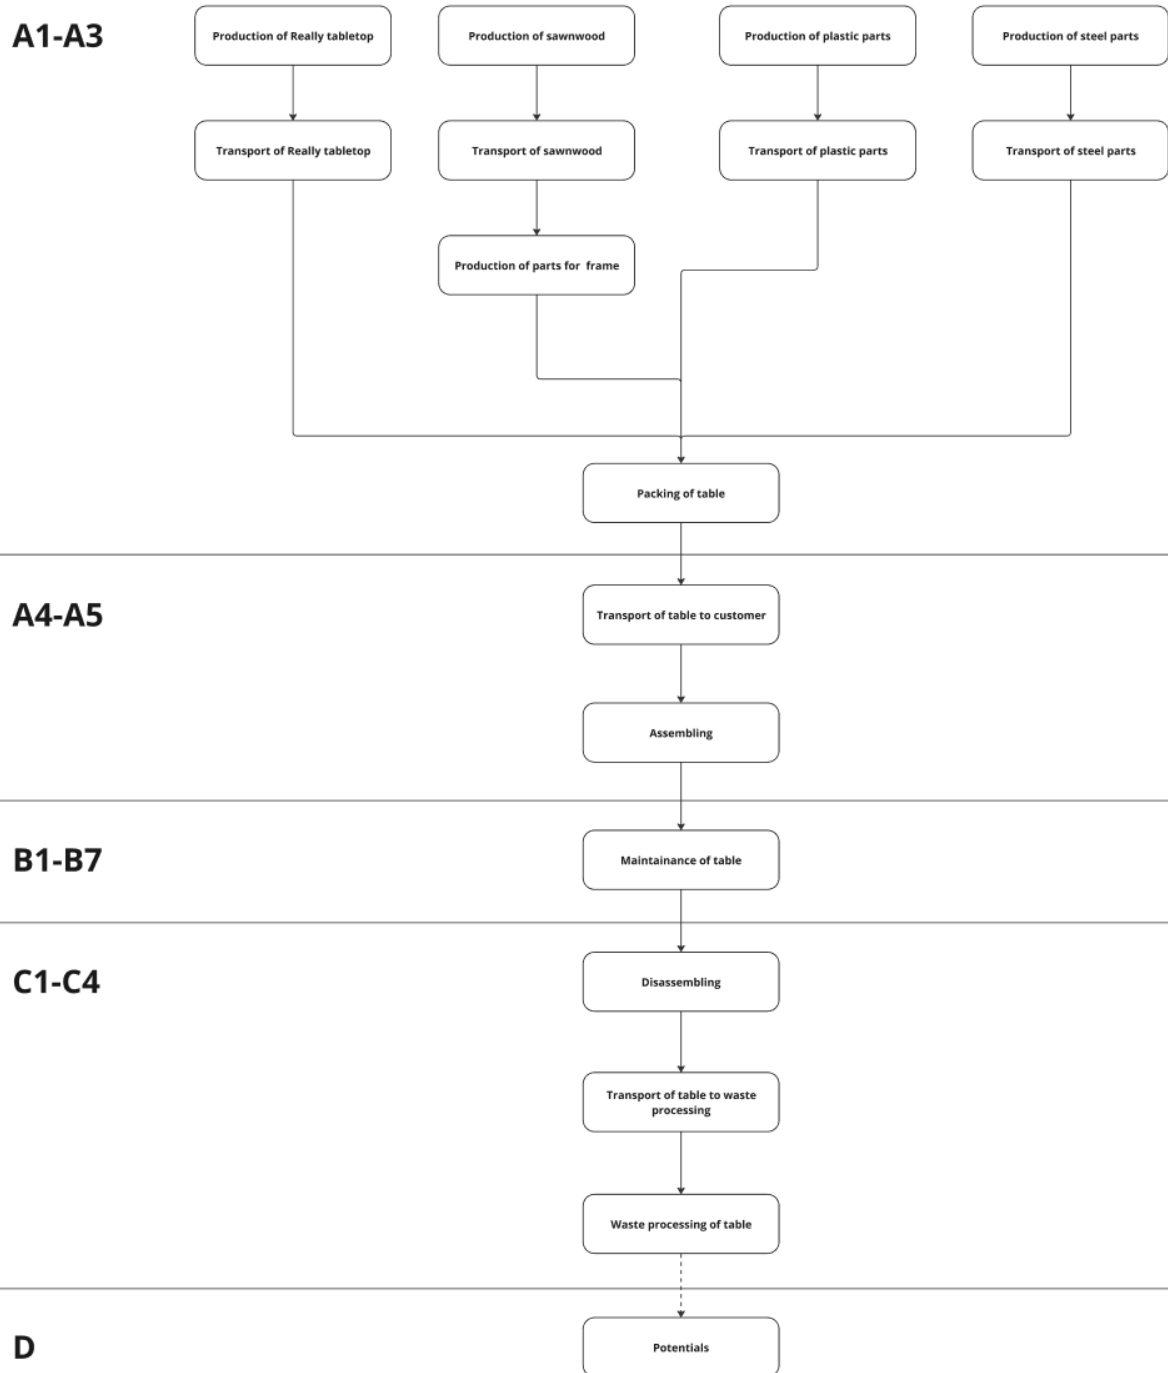 A1-A3
Production of Really tabletop
Production of sawnwood
Production of plastic parts
Production of steel parts
Transport of Really tabletop
Transport of sawnwood
Transport of plastic parts
Transport of steel parts
Production of parts for frame
Packing of table
A4-A5
Transport of table to customer
Assembling
B1-B7
Maintainance of table
C1-C4
Disassembling
Transport of table to waste
processing
Waste processing of table
D
Potentials